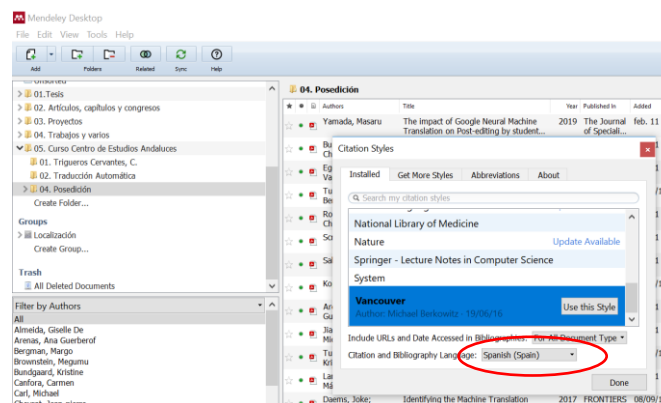 Mendeley Desktop
File Edit View Tools Help
Add Folders Related Sync Help
01.Tesis
02. Artículos, capítulos y congresos
03. Proyectos
04. Trabajos y varios
05. Curso Centro de Estudios Andaluces
01. Trigueros Cervantes, C.
02. Traducción Automática
04. Posedición
Create Folder...
Groups
Localización
Create Group...
Trash
All Deleted Documents
Filter by Authors
All
Almeida, Giselle De
Arenas, Ana Guerberof
Bergman, Margo
Brownstein, Megumu
Bundgaard, Kristine
Canfora, Carmen
Carl, Michael
04. Posedición
Authors Title Year Published In Added
Yamada, Masaru The impact of Google Neural Machine Translation on Post-editing by student... 2019 The Journal of Speciali... feb. 11
Citation Styles
Installed Get More Styles Abbreviations About
Search my citation styles
National Library of Medicine
Nature Update Available
Springer - Lecture Notes in Computer Science
System
Vancouver
Author: Michael Berkowitz - 19/06/16
Use this Style
Include URLs and Date Accessed in Bibliographies: For All Document Type
Citation and Bibliography Language: Spanish (Spain)
Done
Daems, Joke; Identifying the Machine Translation 2017 FRONTIERS 08/09/